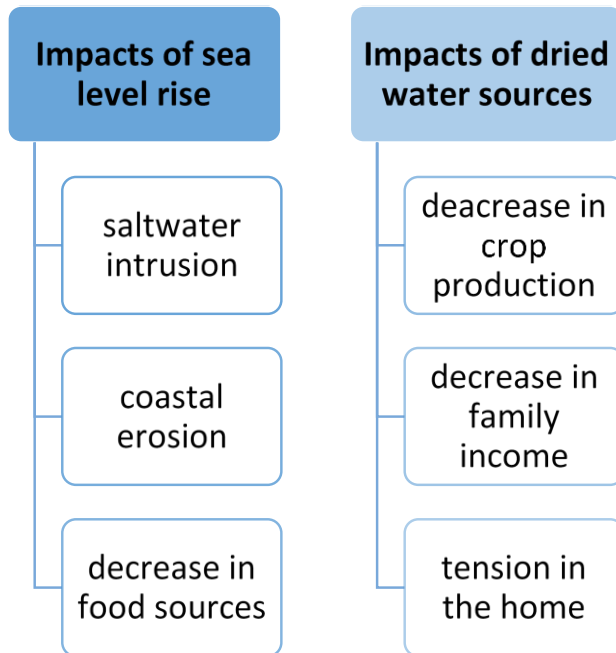 Impacts of sea
level rise
saltwater
intrusion
coastal
erosion
decrease in
food sources
Impacts of dried
water sources
deacrease in
crop
production
decrease in
family
income
tension in
the home